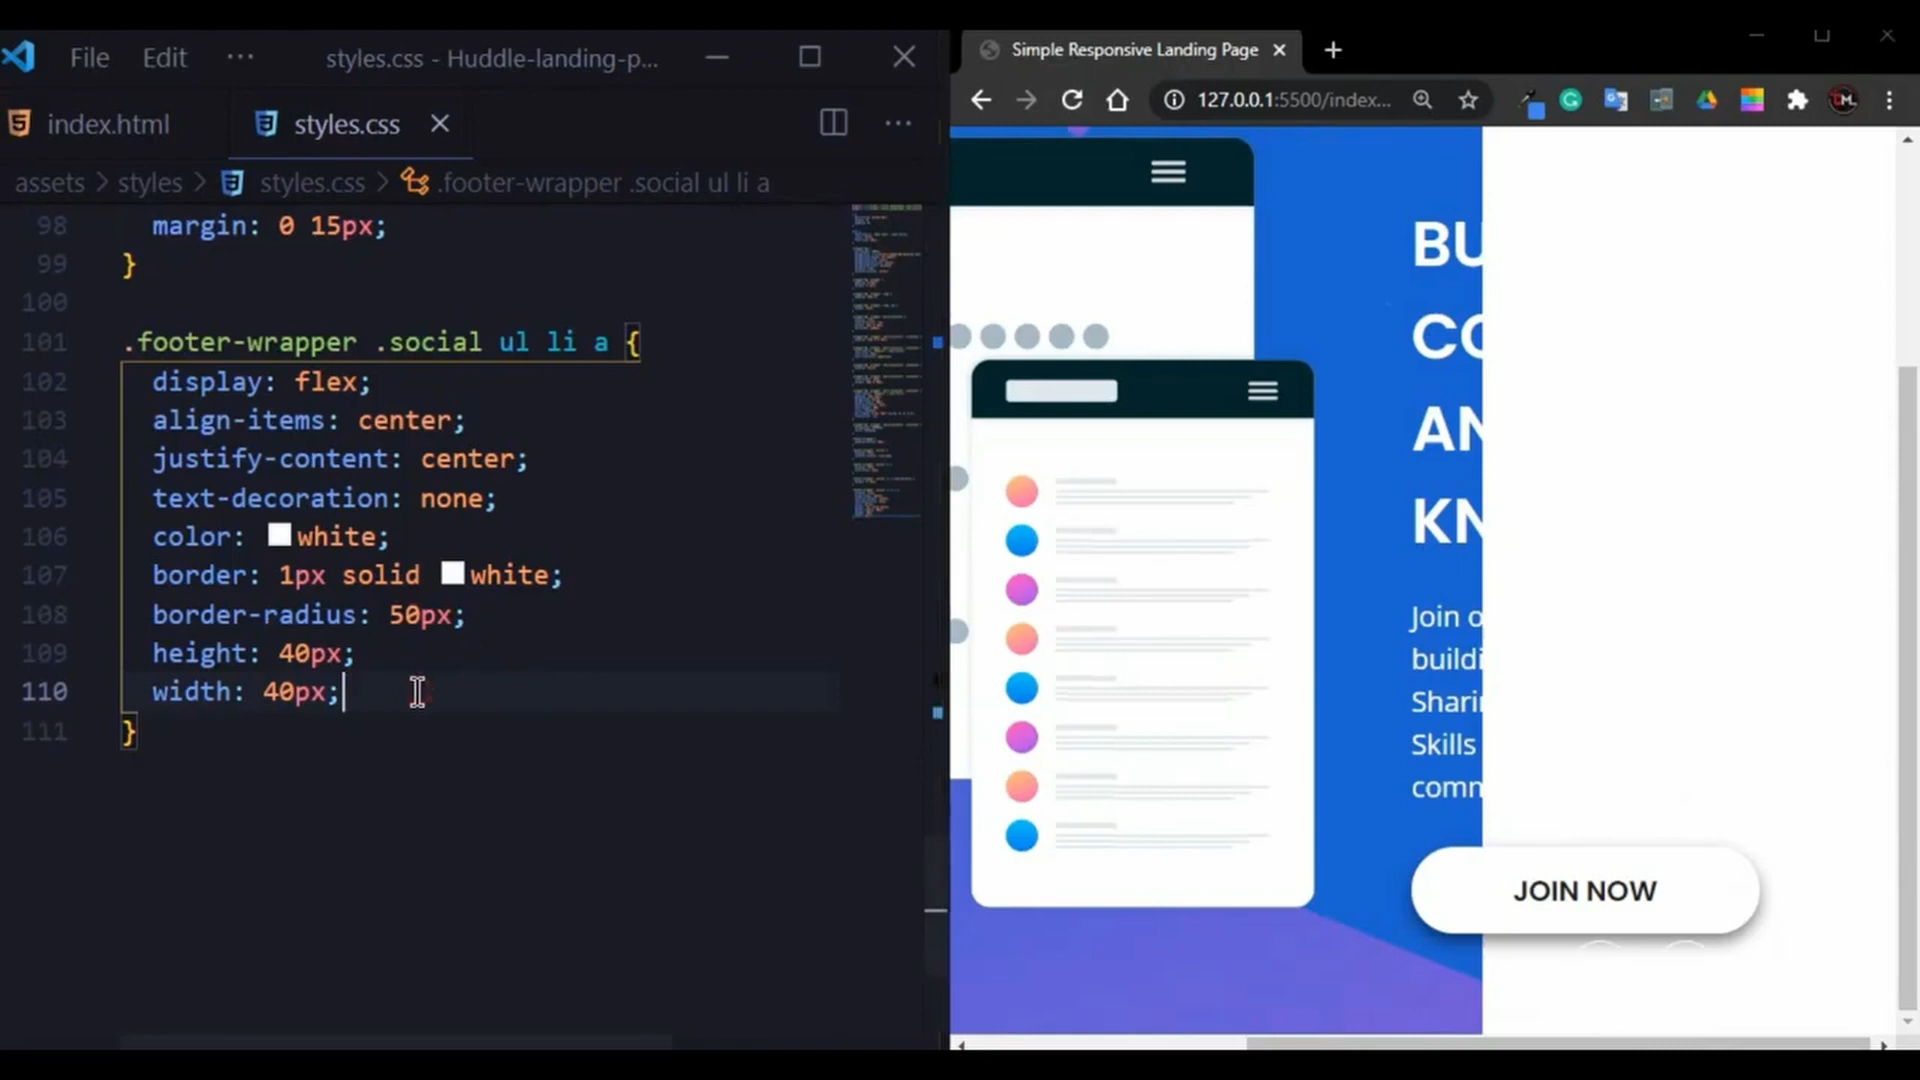 File Edit ··· styles.css - Huddle-landing-p...
index.html styles.css
assets > styles > styles.css > .footer-wrapper .social ul li a
98 margin: 0 15px;
99 }
100
101 .footer-wrapper .social ul li a {
102 display: flex;
103 align-items: center;
104 justify-content: center;
105 text-decoration: none;
106 color: white;
107 border: 1px solid white;
108 border-radius: 50px;
109 height: 40px;
110 width: 40px;
111 }
Simple Responsive Landing Page
127.0.0.1:5500/index...
BU
CO
AN
KN
Join o
buildi
Sharin
Skills
comm
JOIN NOW